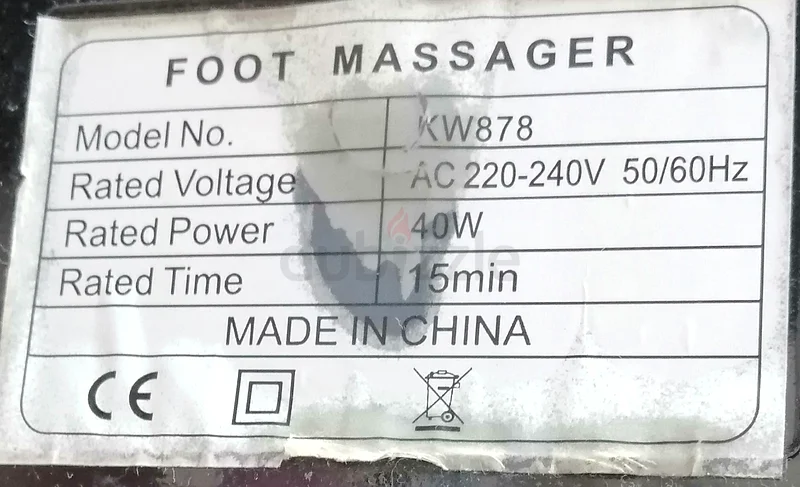 FOOT MASSAGER
Model No. KW878
Rated Voltage AC 220-240V 50/60Hz
Rated Power 40W
Rated Time 15min
MADE IN CHINA
CE
dubizzle